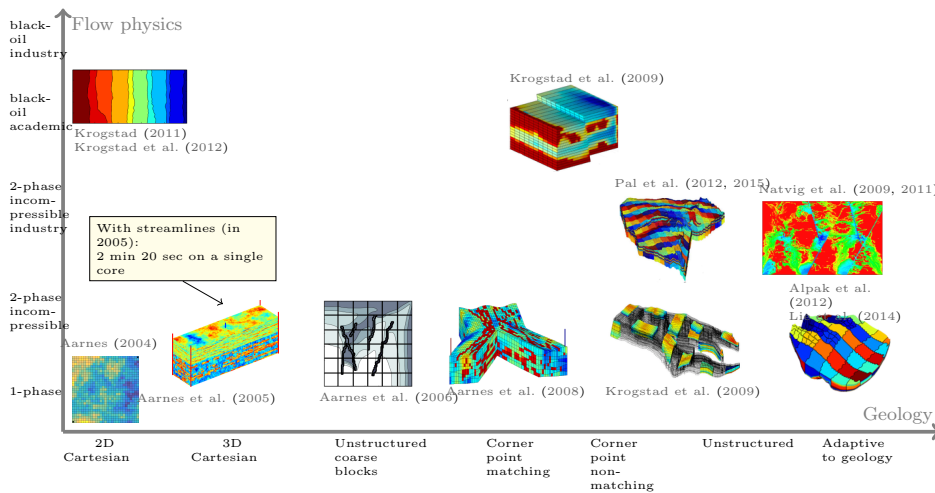 black-
oil
industry
Flow physics
black-
oil
academic
Krogstad (2011)
Krogstad et al. (2012)
Krogstad et al. (2009)
2-phase
incom-
pressible
industry
Pal et al. (2012, 2015)
Natvig et al. (2009, 2011)
With streamlines (in
2005):
2 min 20 sec on a single
core
2-phase
incom-
pressible
Alpak et al.
(2012)
et al. (2014)
Aarnes (2004)
1-phase
Aarnes et al. (2005)
Aarnes et al. (2006)
Aarnes et al. (2008)
Krogstad et al. (2009)
Geology
2D
Cartesian
3D
Cartesian
Unstructured
coarse
blocks
Corner
point
matching
Corner
point
non-
matching
Unstructured
Adaptive
to geology